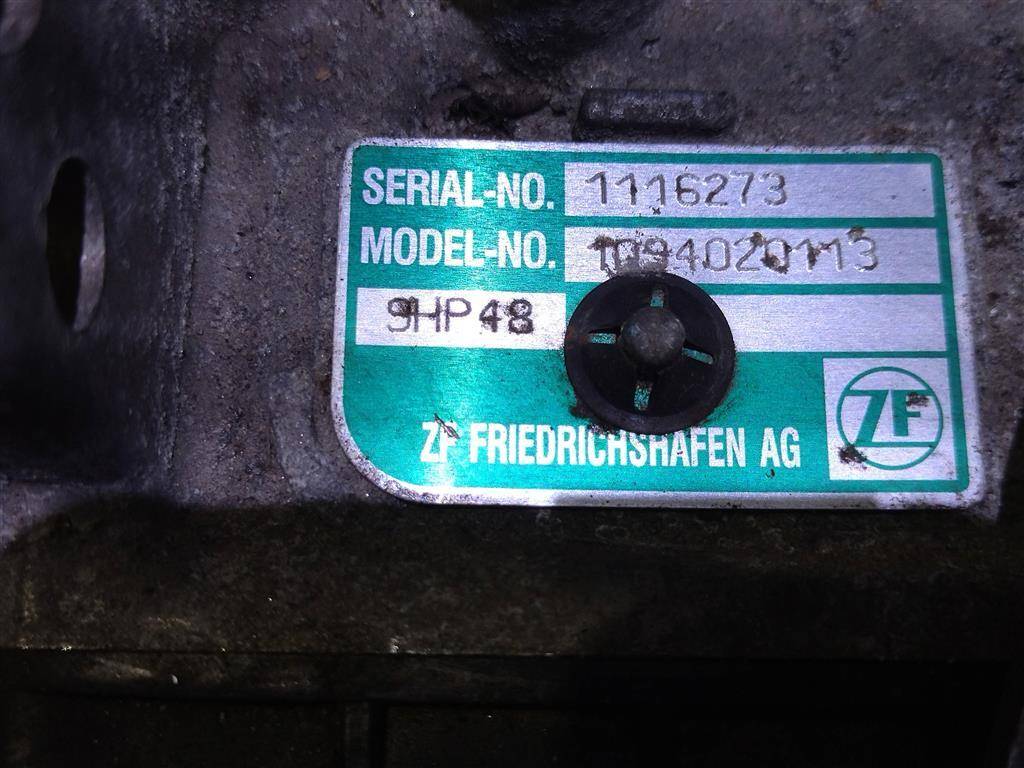 SERIAL-NO. 1116273
MODEL-NO. 1094020113
9HP48
ZF FRIEDRICHSHAFEN AG
ZF